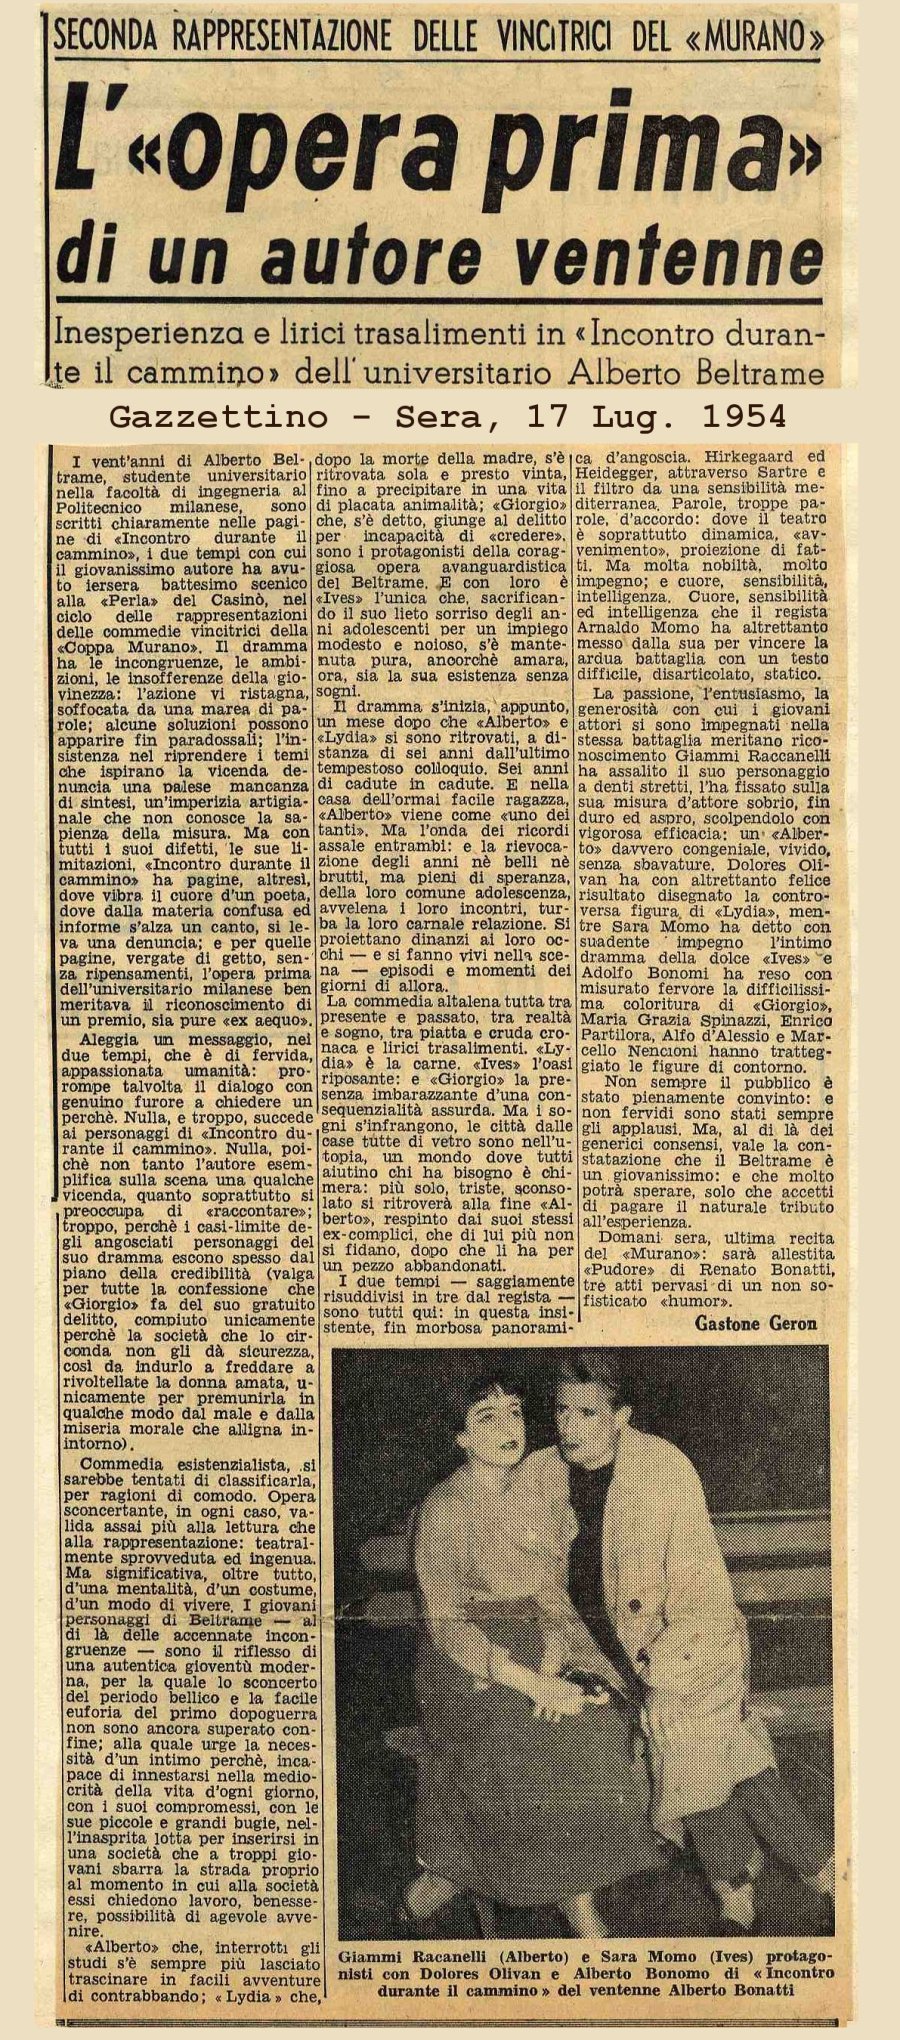 SECONDA RAPPRESENTAZIONE DELLE VINCITRICI DEL «MURANO»
L'«opera prima»
di un autore ventenne
Inesperienza e lirici trasalimenti in «Incontro duran-
te il cammino» dell'universitario Alberto Beltrame
Gazzettino - Sera, 17 Lug. 1954
I vent'anni di Alberto Bel-
trame, studente universitario
nella facoltà di ingegneria al
Politecnico milanese, sono
scritti chiaramente nelle pagi-
ne di «Incontro durante il
cammino», i due tempi con cui
il giovanissimo autore ha avu-
to iersera battesimo scenico
alla «Perla» del Casinò, nel
ciclo delle rappresentazioni
delle commedie vincitrici della
«Coppa Murano». Il dramma
ha le incongruenze, le ambi-
zioni, le insofferenze della gio-
vinezza: l'azione vi ristagna,
soffocata da una marea di pa-
role; alcune soluzioni possono
apparire fin paradossali; l'in-
sistenza nel riprendere i temi
che ispirano la vicenda de-
nuncia una palese mancanza
di sintesi, un'imperizia artigia-
nale che non conosce la sa-
pienza della misura. Ma con
tutti i suoi difetti, le sue li-
mitazioni, «Incontro durante il
cammino» ha pagine, altresì,
dove vibra il cuore d'un poeta,
dove dalla materia confusa ed
informe s'alza un canto, si le-
va una denuncia; e per quelle
pagine, vergate di getto, sen-
za ripensamenti, l'opera prima
dell'universitario milanese ben
meritava il riconoscimento di
un premio, sia pure «ex aequo».
Aleggia un messaggio, nei
due tempi, che è di fervida,
appassionata umanità: pro-
rompe talvolta il dialogo con
genuino furore a chiedere un
perchè. Nulla, e troppo, succede
ai personaggi di «Incontro du-
rante il cammino». Nulla, poi-
chè non tanto l'autore esem-
plifica sulla scena una qualche
vicenda, quanto soprattutto si
preoccupa di «raccontare»;
troppo, perchè i casi-limite de-
gli angosciati personaggi del
suo dramma escono spesso dal
piano della credibilità (valga
per tutte la confessione che
«Giorgio» fa del suo gratuito
delitto, compiuto unicamente
perchè la società che lo cir-
conda non gli dà sicurezza,
così da indurlo a freddare a
rivoltellate la donna amata, u-
nicamente per premunirla in
qualche modo dal male e dalla
miseria morale che alligna in-
intorno).
Commedia esistenzialista, si
sarebbe tentati di classificarla,
per ragioni di comodo. Opera
sconcertante, in ogni caso, va-
lida assai più alla lettura che
alla rappresentazione: teatral-
mente sprovveduta ed ingenua.
Ma significativa, oltre tutto,
d'una mentalità, d'un costume,
d'un modo di vivere. I giovani
personaggi di Beltrame — al
di là delle accennate incon-
gruenze — sono il riflesso di
una autentica gioventù moder-
na, per la quale lo sconcerto
del periodo bellico e la facile
euforia del primo dopoguerra
non sono ancora superato con-
fine; alla quale urge la neces-
sità d'un intimo perchè, inca-
pace di innestarsi nella medio-
crità della vita d'ogni giorno,
con i suoi compromessi, con le
sue piccole e grandi bugie, nel-
l'inasprita lotta per inserirsi in
una società che a troppi gio-
vani sbarra la strada proprio
al momento in cui alla società
essi chiedono lavoro, benesse-
re, possibilità di agevole avve-
nire.
«Alberto» che, interrotti gli
studi s'è sempre più lasciato
trascinare in facili avventure
di contrabbando; «Lydia» che,
dopo la morte della madre, s'è
ritrovata sola e presto vinta,
fino a precipitare in una vita
di placata animalità; «Giorgio»
che, s'è detto, giunge al delitto
per incapacità di «credere»,
sono i protagonisti della corag-
giosa opera avanguardistica
del Beltrame. E con loro è
«Ives» l'unica che, sacrifican-
do il suo lieto sorriso degli an-
ni adolescenti per un impiego
modesto e noioso, s'è mante-
nuta pura, ancorchè amara,
ora, sia la sua esistenza senza
sogni.
Il dramma s'inizia, appunto,
un mese dopo che «Alberto» e
«Lydia» si sono ritrovati, a di-
stanza di sei anni dall'ultimo
tempestoso colloquio. Sei anni
di cadute in cadute. E nella
casa dell'ormai facile ragazza,
«Alberto» viene come «uno dei
tanti». Ma l'onda dei ricordi
assale entrambi: e la rievoca-
zione degli anni nè belli nè
brutti, ma pieni di speranza,
della loro comune adolescenza,
avvelena i loro incontri, tur-
ba la loro carnale relazione. Si
proiettano dinanzi ai loro oc-
chi — e si fanno vivi nella sce-
na — episodi e momenti dei
giorni di allora.
La commedia altalena tutta tra
presente e passato, tra realtà
e sogno, tra piatta e cruda cro-
naca e lirici trasalimenti. «Ly-
dia» è la carne, «Ives» l'oasi
riposante: e «Giorgio» la pre-
senza imbarazzante d'una con-
sequenzialità assurda. Ma i so-
gni s'infrangono, le città dalle
case tutte di vetro sono nell'u-
topia, un mondo dove tutti
aiutino chi ha bisogno è chi-
mera: più solo, triste, sconso-
lato si ritroverà alla fine «Al-
berto», respinto dai suoi stessi
ex-complici, che di lui più non
si fidano, dopo che li ha per
un pezzo abbandonati.
I due tempi — saggiamente
risuddivisi in tre dal regista —
sono tutti qui: in questa insi-
stente, fin morbosa panorami-
ca d'angoscia. Hirkegaard ed
Heidegger, attraverso Sartre e
il filtro da una sensibilità me-
diterranea. Parole, troppe pa-
role, d'accordo: dove il teatro
è soprattutto dinamica, «av-
venimento», proiezione di fat-
ti. Ma molta nobiltà, molto
impegno; e cuore, sensibilità,
intelligenza. Cuore, sensibilità
ed intelligenza che il regista
Arnaldo Momo ha altrettanto
messo dalla sua per vincere la
ardua battaglia con un testo
difficile, disarticolato, statico.
La passione, l'entusiasmo, la
generosità con cui i giovani
attori si sono impegnati nella
stessa battaglia meritano rico-
noscimento Giammi Raccanelli
ha assalito il suo personaggio
a denti stretti, l'ha fissato sulla
sua misura d'attore sobrio, fin
duro ed aspro, scolpendolo con
vigorosa efficacia: un «Alber-
to» davvero congeniale, vivido,
senza sbavature. Dolores Oli-
van ha con altrettanto felice
risultato disegnato la contro-
versa figura di «Lydia», men-
tre Sara Momo ha detto con
suadente impegno l'intimo
dramma della dolce «Ives» e
Adolfo Bonomi ha reso con
misurato fervore la difficilissi-
ma coloritura di «Giorgio».
Maria Grazia Spinazzi, Enrico
Partilora, Alfo d'Alessio e Mar-
cello Nencioni hanno tratteg-
giato le figure di contorno.
Non sempre il pubblico è
stato pienamente convinto: e
non fervidi sono stati sempre
gli applausi. Ma, al di là dei
generici consensi, vale la con-
statazione che il Beltrame è
un giovanissimo: e che molto
potrà sperare, solo che accetti
di pagare il naturale tributo
all'esperienza.
Domani sera, ultima recita
del «Murano»: sarà allestita
«Pudore» di Renato Bonatti,
tre atti pervasi di un non so-
fisticato «humor».
Gastone Geron
Giammi Racanelli (Alberto) e Sara Momo (Ives) protago-
nisti con Dolores Olivan e Alberto Bonomo di «Incontro
durante il cammino» del ventenne Alberto Bonatti